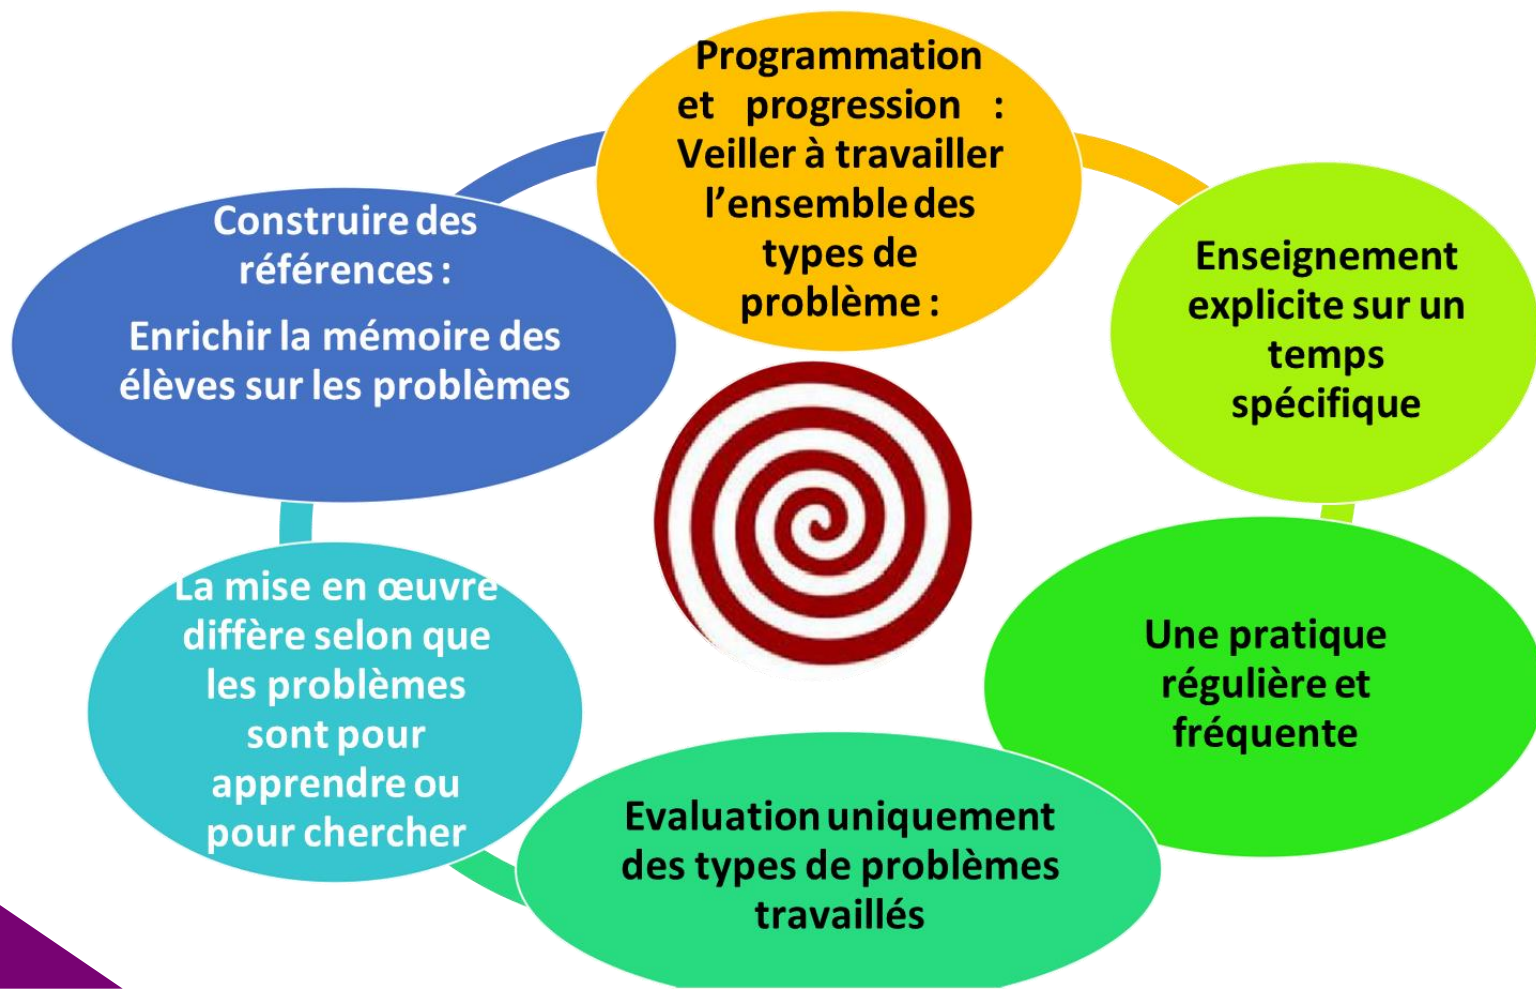 Programmation
et progression :
Veiller à travailler
l’ensemble des
types de
problème :
Enseignement
explicite sur un
temps
spécifique
Une pratique
régulière et
fréquente
Evaluation uniquement
des types de problèmes
travaillés
La mise en œuvre
diffère selon que
les problèmes
sont pour
apprendre ou
pour chercher
Construire des
références :
Enrichir la mémoire des
élèves sur les problèmes